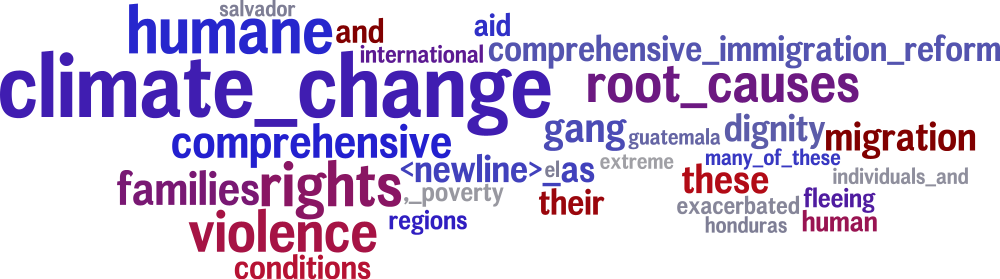 salvador
humane and aid
international comprehensive_immigration_reform
climate_change root_causes
comprehensive gang guatemala dignity migration
<newline>_as el extreme many_of_these
families rights ,_poverty their these individuals_and
exacerbated fleeing
violence regions honduras human
conditions